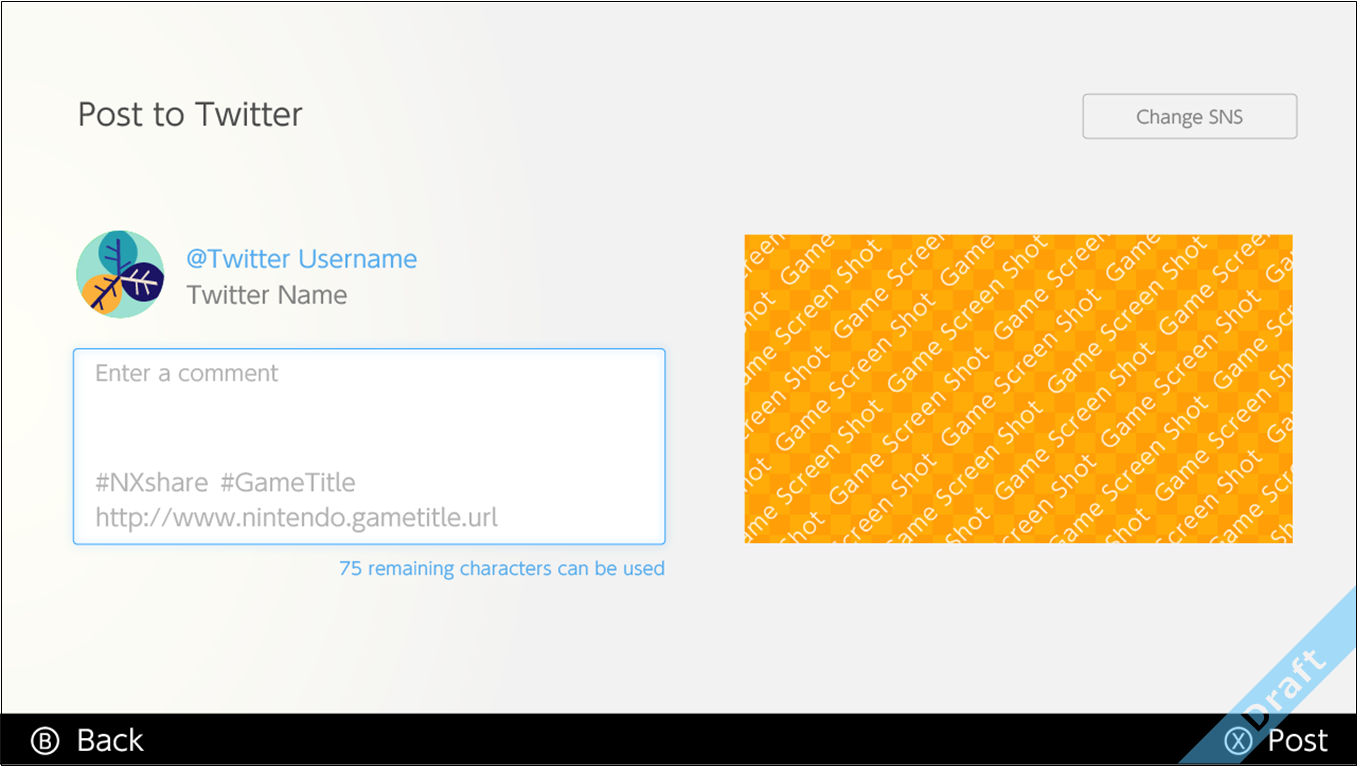 Post to Twitter
Change SNS
@Twitter Username
Twitter Name
Enter a comment
#NXshare #GameTitle
http://www.nintendo.gametitle.url
75 remaining characters can be used
Game Screen Shot Game Screen Shot Game Screen Shot
Draft
B Back
X Post